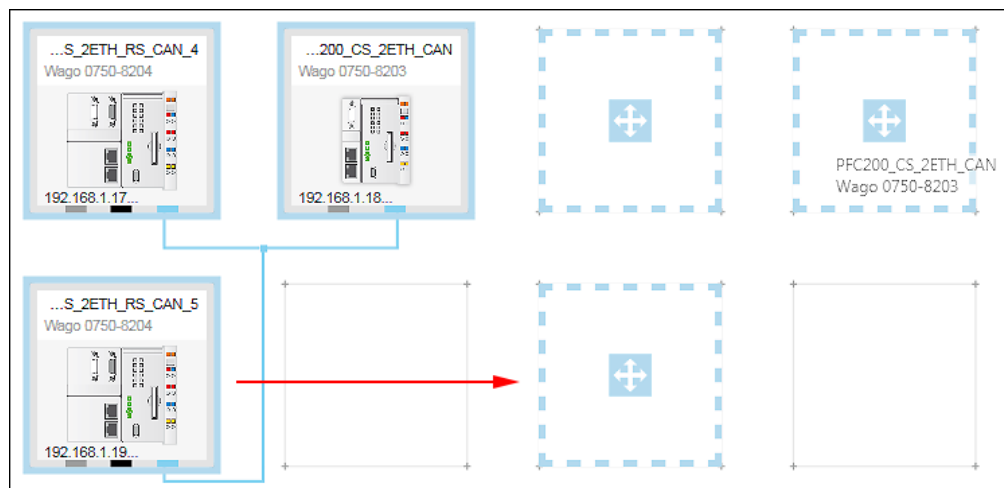 ...S_2ETH_RS_CAN_4
Wago 0750-8204
192.168.1.17...
...200_CS_2ETH_CAN
Wago 0750-8203
192.168.1.18...
PFC200_CS_2ETH_CAN
Wago 0750-8203
...S_2ETH_RS_CAN_5
Wago 0750-8204
192.168.1.19...